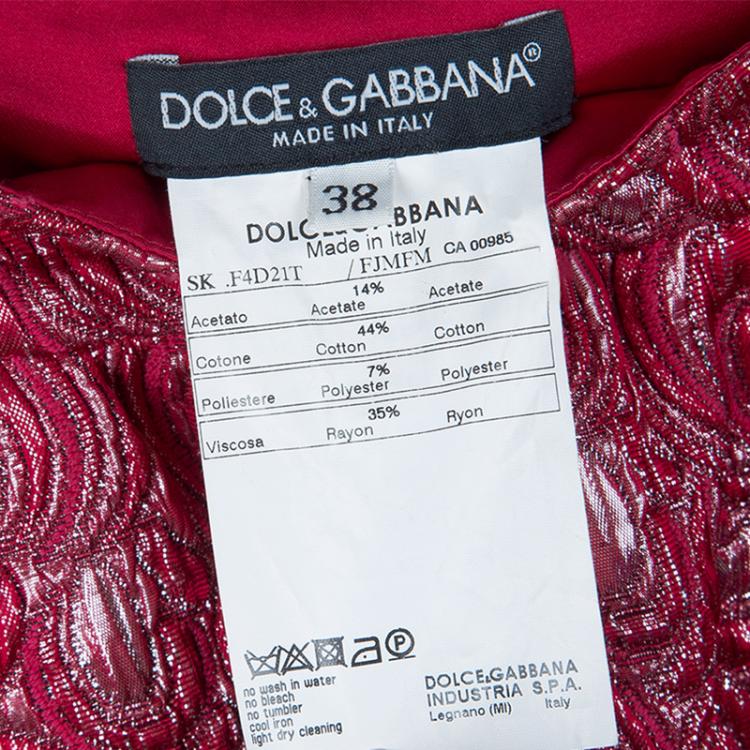 DOLCE & GABBANA®
MADE IN ITALY
38
DOLCE&GABBANA
Made in Italy
SK .F4D21T /FJMFM CA 00985
14%
Acetato Acetate Acetate
44%
Cotone Cotton Cotton
7%
Poliestere Polyester Polyester
35%
Viscosa Rayon Ryon
A P
no wash in water
no bleach
no tumbler
cool iron
light dry cleaning
DOLCE&GABBANA
INDUSTRIA S.P.A.
Legnano (MI) Italy